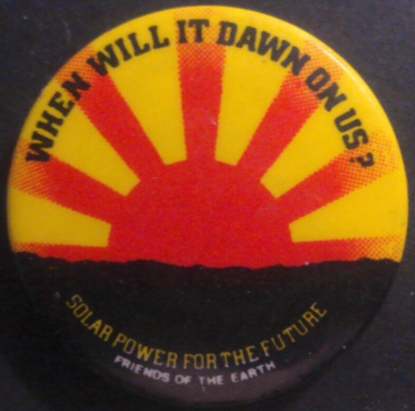 WHEN WILL IT DAWN ON US?
SOLAR POWER FOR THE FUTURE
FRIENDS OF THE EARTH